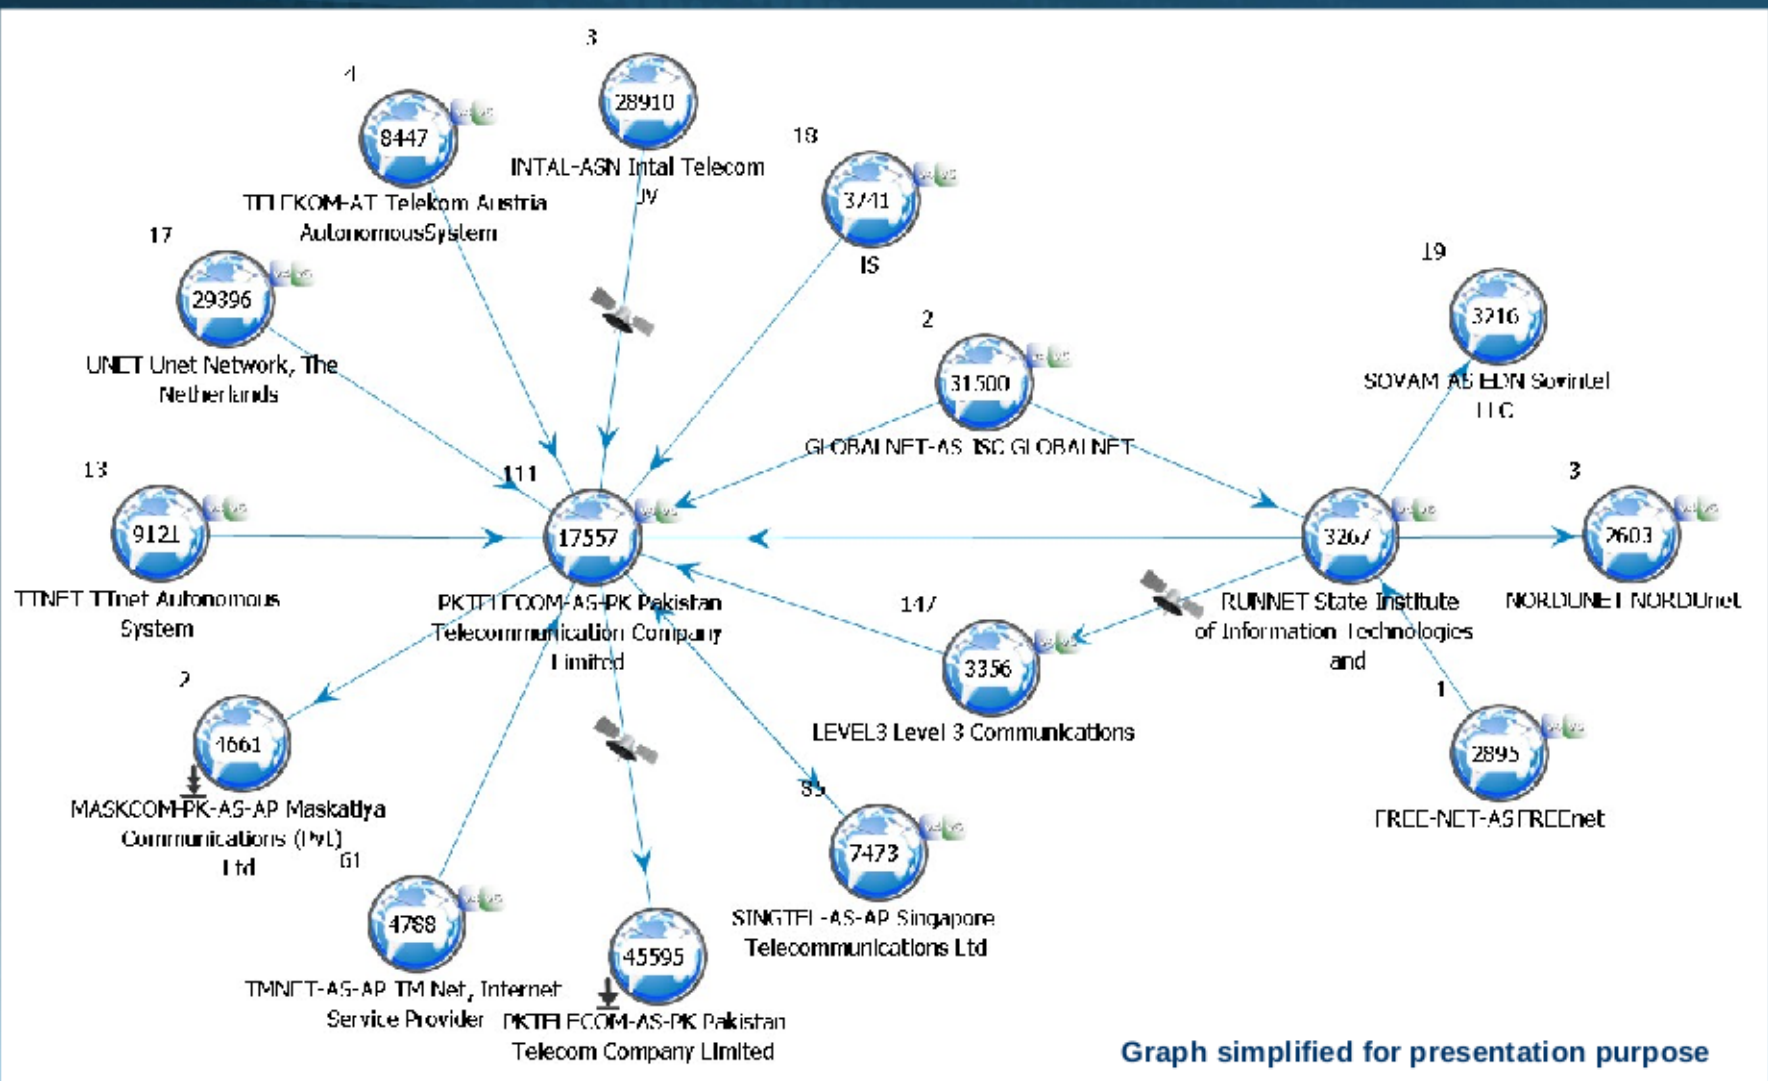 3
28910
INTAL-ASN Intal Telecom
JV
4
8447
TELEKOM-AT Telekom Austria
AutonomousSystem
18
3741
IS
17
29396
UNET Unet Network, The
Netherlands
2
31500
GLOBALNET-AS JSC GLOBALNET
19
3216
SOVAM-AS EDN Sovintel
LLC
13
9121
TTNET TTnet Autonomous
System
111
17557
PKTELECOM-AS-PK Pakistan
Telecommunication Company
Limited
3267
RUNNET State Institute
of Information Technologies
and
3
2603
NORDUNET NORDUnet
147
3356
LEVEL3 Level 3 Communications
1
2895
FREE-NET-AS FREEnet
2
4661
MASKCOM-PK-AS-AP Maskatiya
Communications (Pvt)
Ltd
61
4788
TMNET-AS-AP TM Net, Internet
Service Provider
45595
PKTELECOM-AS-PK Pakistan
Telecom Company Limited
7473
SINGTEL-AS-AP Singapore
Telecommunications Ltd
Graph simplified for presentation purpose